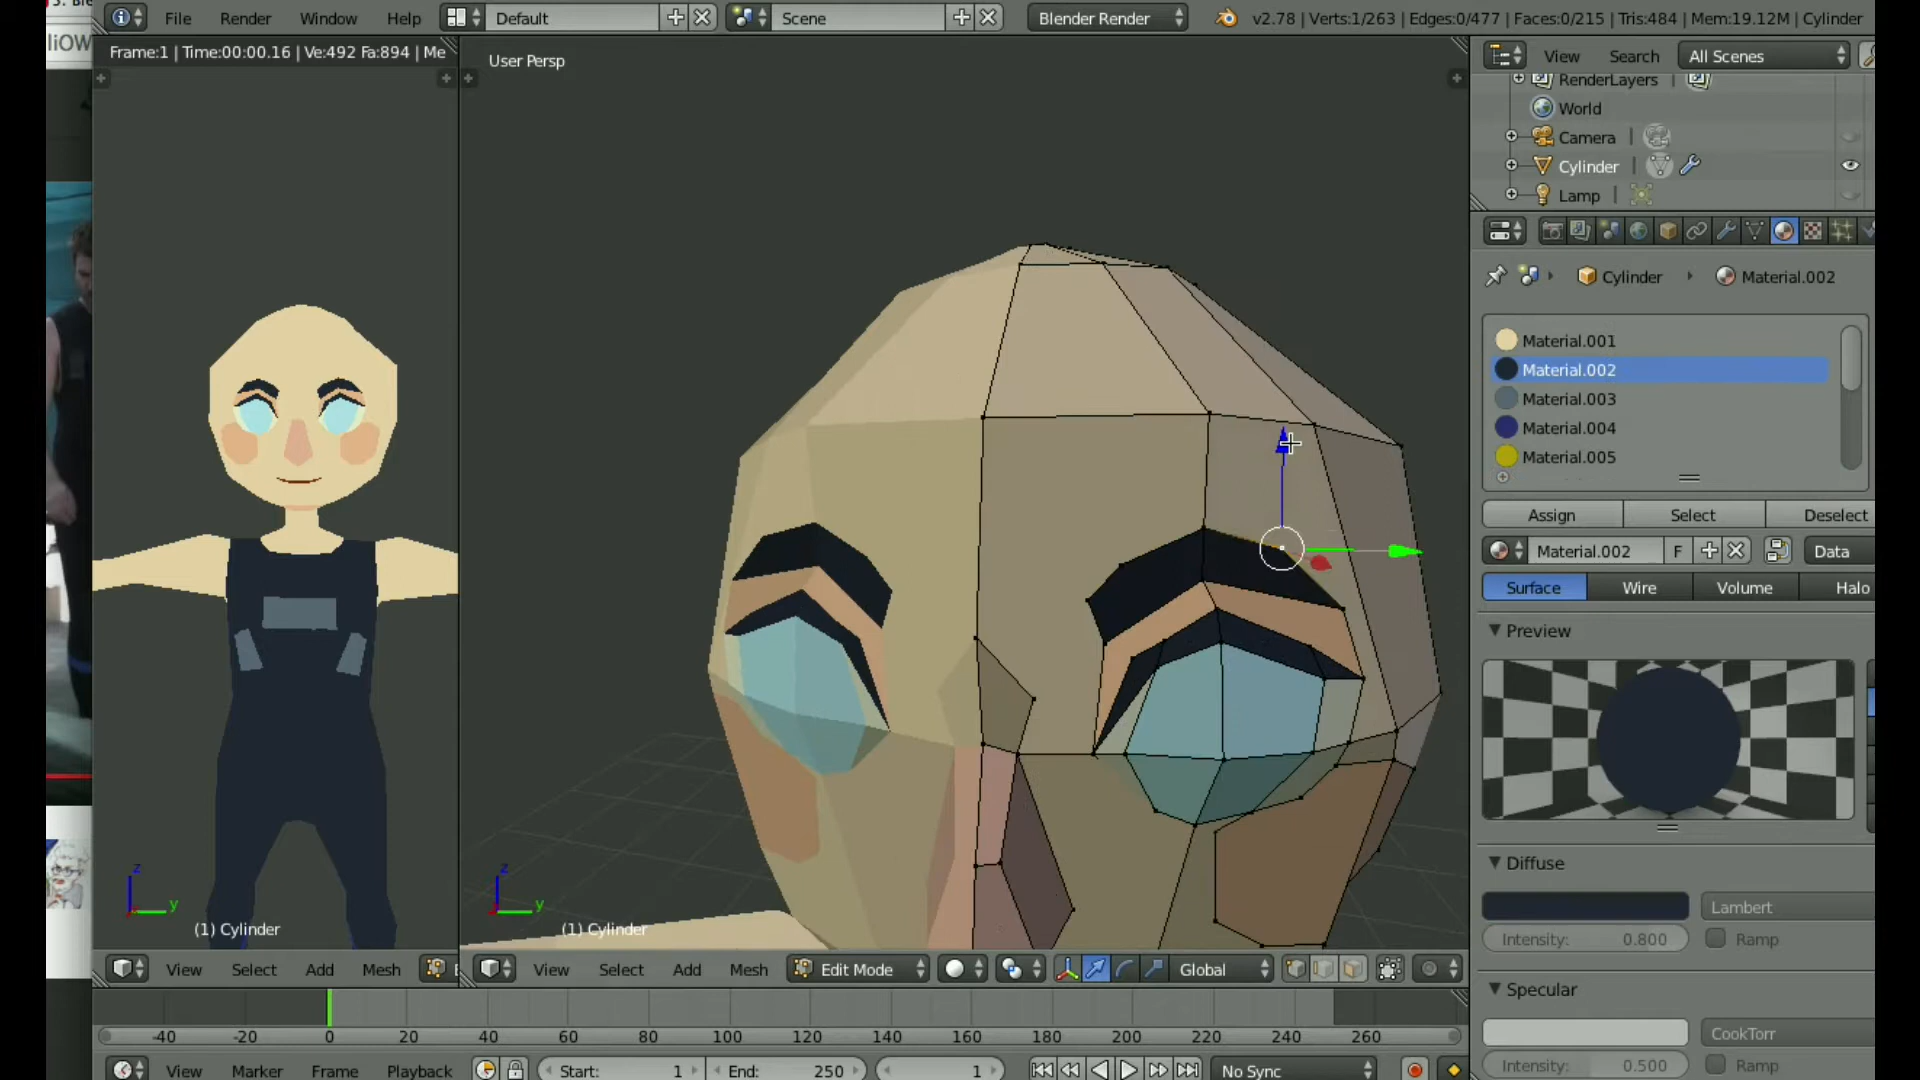 File Render Window Help Default Scene Blender Render v2.78 | Verts:1/263 | Edges:0/477 | Faces:0/215 | Tris:484 | Mem:19.12M | Cylinder
Frame:1 | Time:00:00.16 | Ve:492 Fa:894 | Me
User Persp
View Search All Scenes
RenderLayers |
World
Camera |
Cylinder |
Lamp |
Cylinder Material.002
Material.001
Material.002
Material.003
Material.004
Material.005
Assign Select Deselect
Material.002 F Data
Surface Wire Volume Halo
Preview
Diffuse
Lambert
Intensity: 0.800 Ramp
Specular
CookTorr
Intensity: 0.500 Ramp
z
y
(1) Cylinder
z
y
(1) Cylinder
View Select Add Mesh
View Select Add Mesh Edit Mode Global
-40 -20 0 20 40 60 80 100 120 140 160 180 200 220 240 260
View Marker Frame Playback Start: 1 End: 250 1 No Sync